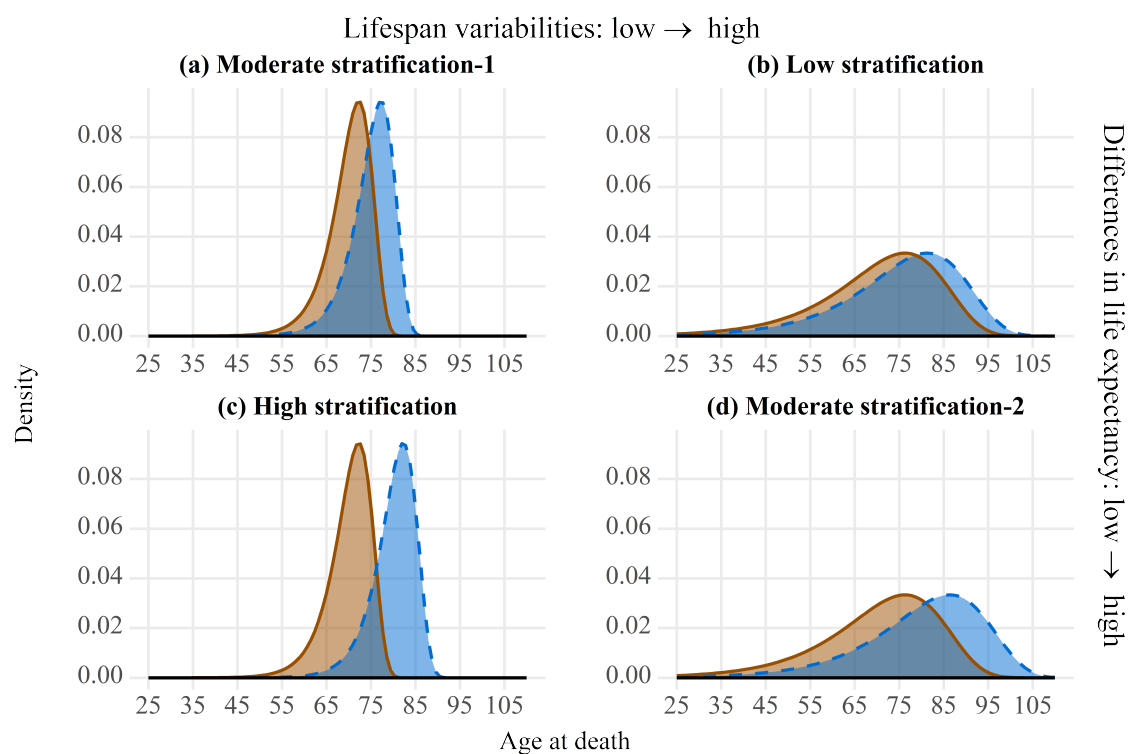 Lifespan variabilities: low → high
(a) Moderate stratification-1
(b) Low stratification
0.08
0.06
0.04
0.02
0.00
25 35 45 55 65 75 85 95 105
0.08
0.06
0.04
0.02
0.00
25 35 45 55 65 75 85 95 105
(c) High stratification
(d) Moderate stratification-2
0.08
0.06
0.04
0.02
0.00
25 35 45 55 65 75 85 95 105
0.08
0.06
0.04
0.02
0.00
25 35 45 55 65 75 85 95 105
Density
Age at death
Differences in life expectancy: low → high